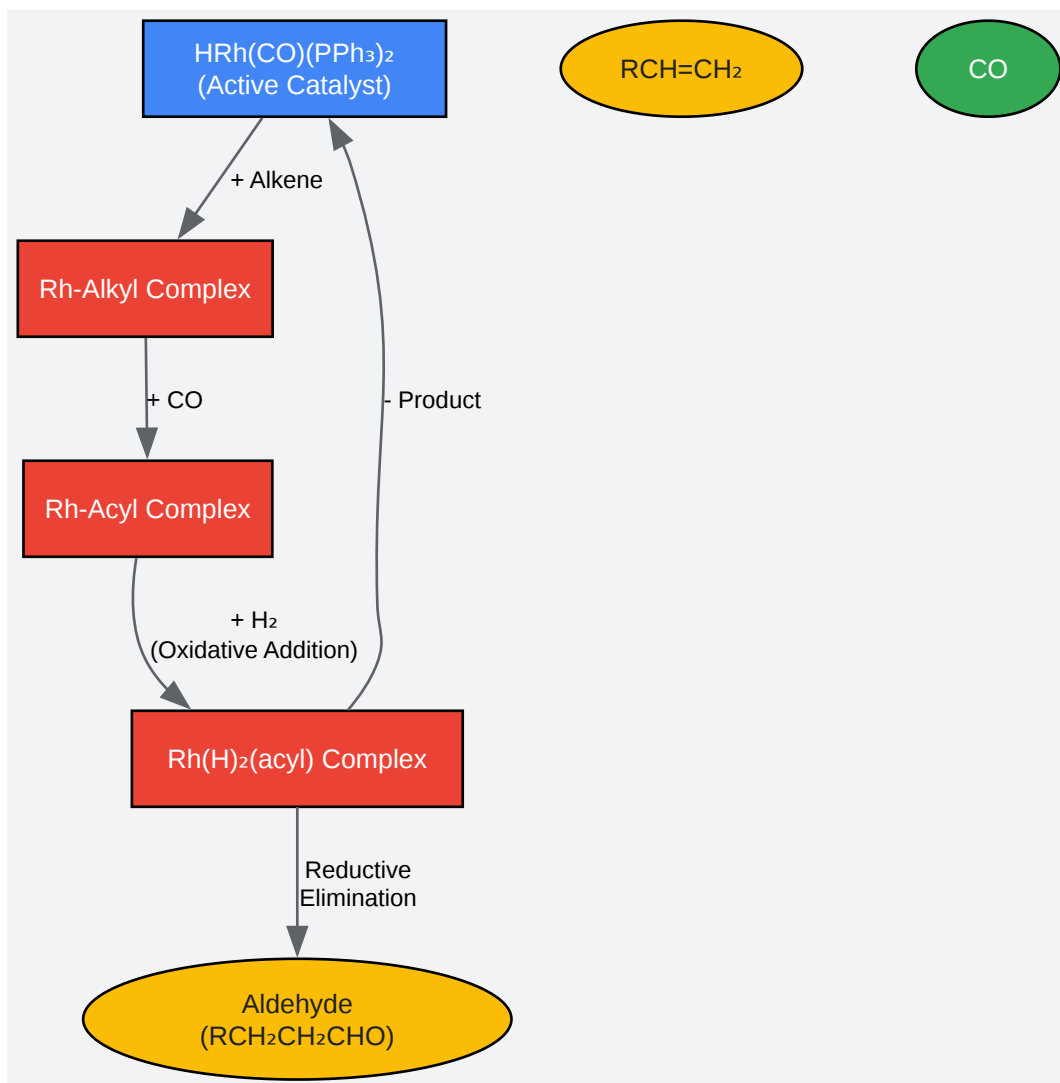 HRh(CO)(PPh₃)₂
(Active Catalyst)
RCH=CH₂
CO
+ Alkene
Rh-Alkyl Complex
+ CO
- Product
Rh-Acyl Complex
+ H₂
(Oxidative Addition)
Rh(H)₂(acyl) Complex
Reductive
Elimination
Aldehyde
(RCH₂CH₂CHO)